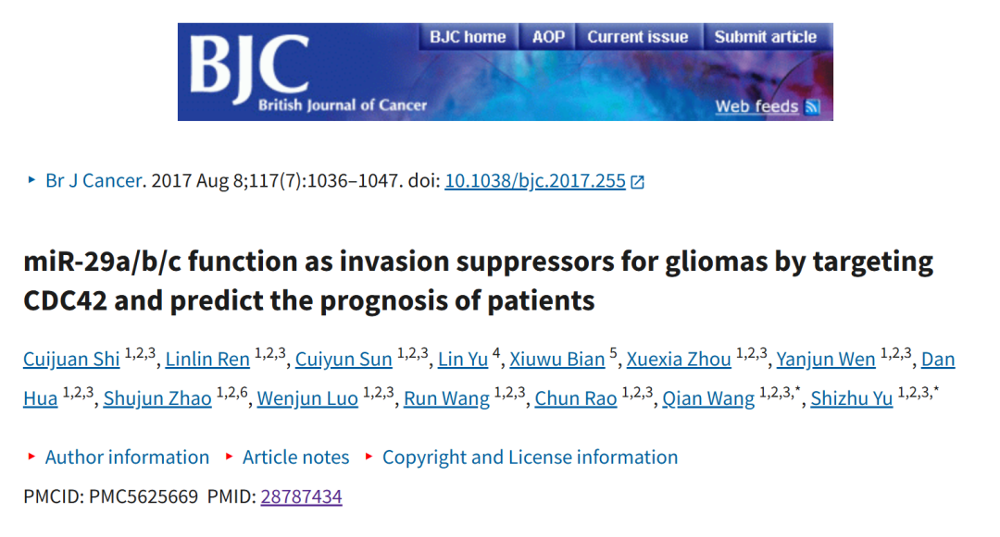 BJC home AOP Current issue Submit article
BJC
British Journal of Cancer
Web feeds
Br J Cancer. 2017 Aug 8;117(7):1036–1047. doi: 10.1038/bjc.2017.255
miR-29a/b/c function as invasion suppressors for gliomas by targeting
CDC42 and predict the prognosis of patients
Cuijuan Shi 1,2,3, Linlin Ren 1,2,3, Cuiyun Sun 1,2,3, Lin Yu 4, Xiuwu Bian 5, Xuexia Zhou 1,2,3, Yanjun Wen 1,2,3, Dan
Hua 1,2,3, Shujun Zhao 1,2,6, Wenjun Luo 1,2,3, Run Wang 1,2,3, Chun Rao 1,2,3, Qian Wang 1,2,3,*, Shizhu Yu 1,2,3,*
Author information Article notes Copyright and License information
PMCID: PMC5625669 PMID: 28787434